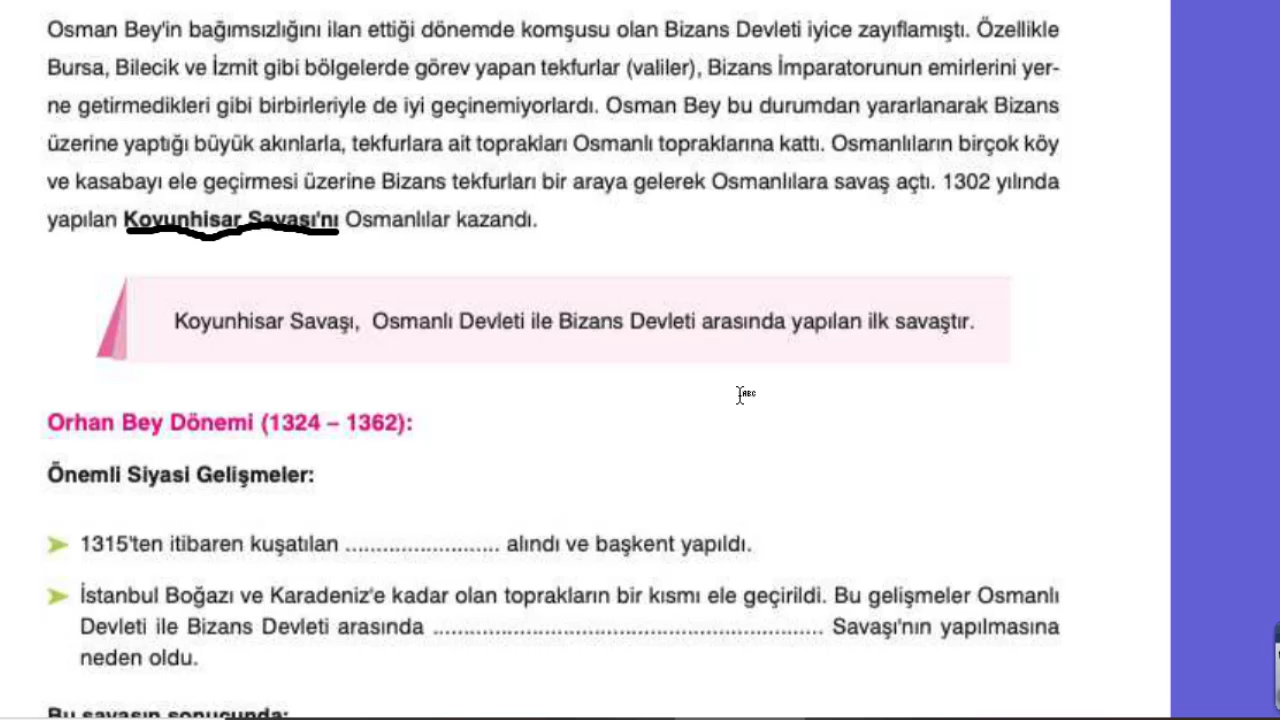 Osman Bey'in bağımsızlığını ilan ettiği dönemde komşusu olan Bizans Devleti iyice zayıflamıştı. Özellikle
Bursa, Bilecik ve İzmit gibi bölgelerde görev yapan tekfurlar (valiler), Bizans İmparatorunun emirlerini yer-
ne getirmedikleri gibi birbirleriyle de iyi geçinemiyorlardı. Osman Bey bu durumdan yararlanarak Bizans
üzerine yaptığı büyük akınlarla, tekfurlara ait toprakları Osmanlı topraklarına kattı. Osmanlıların birçok köy
ve kasabayı ele geçirmesi üzerine Bizans tekfurları bir araya gelerek Osmanlılara savaş açtı. 1302 yılında
yapılan Koyunhisar Savaşı'nı Osmanlılar kazandı.
Koyunhisar Savaşı, Osmanlı Devleti ile Bizans Devleti arasında yapılan ilk savaştır.
ABC
Orhan Bey Dönemi (1324 – 1362):
Önemli Siyasi Gelişmeler:
1315'ten itibaren kuşatılan ......................... alındı ve başkent yapıldı.
İstanbul Boğazı ve Karadeniz'e kadar olan toprakların bir kısmı ele geçirildi. Bu gelişmeler Osmanlı
Devleti ile Bizans Devleti arasında .............................................................. Savaşı'nın yapılmasına
neden oldu.
Bu savaşın sonucunda: